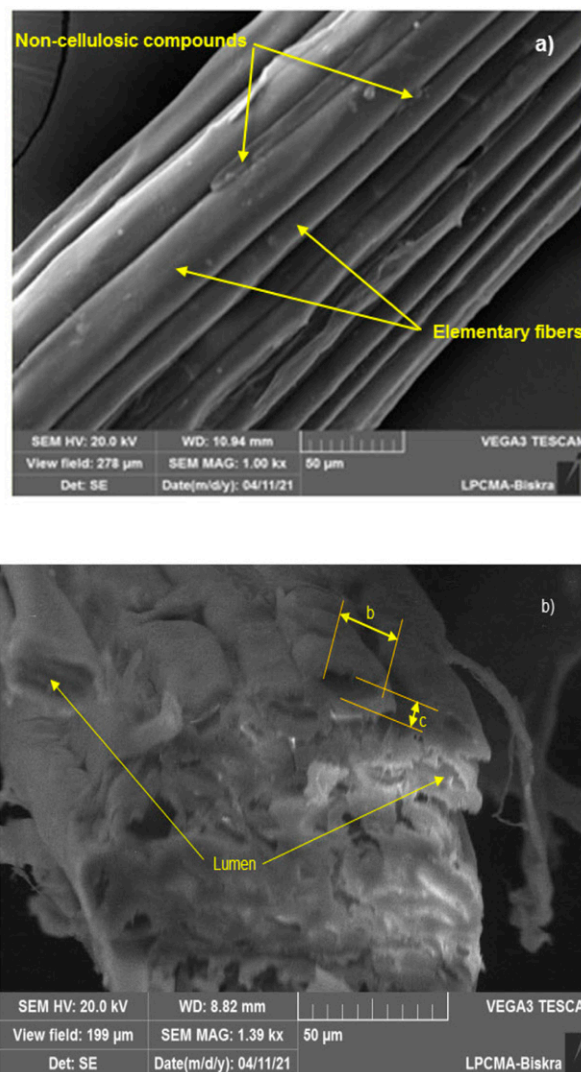 Non-cellulosic compounds
a)
Elementary fibers
SEM HV: 20.0 kV WD: 10.94 mm VEGA3 TESCAN
View field: 278 µm SEM MAG: 1.00 kx 50 µm
Det: SE Date(m/d/y): 04/11/21 LPCMA-Biskra
b)
b
c
Lumen
SEM HV: 20.0 kV WD: 8.82 mm VEGA3 TESCA
View field: 199 µm SEM MAG: 1.39 kx 50 µm
Det: SE Date(m/d/y): 04/11/21 LPCMA-Biskra